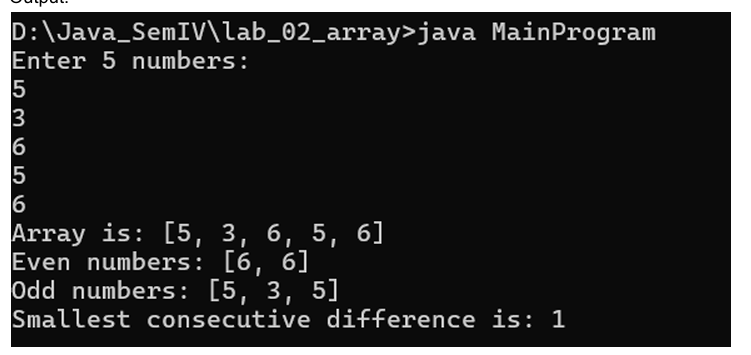 Output:
D:\Java_SemIV\lab_02_array>java MainProgram
Enter 5 numbers:
5
3
6
5
6
Array is: [5, 3, 6, 5, 6]
Even numbers: [6, 6]
Odd numbers: [5, 3, 5]
Smallest consecutive difference is: 1